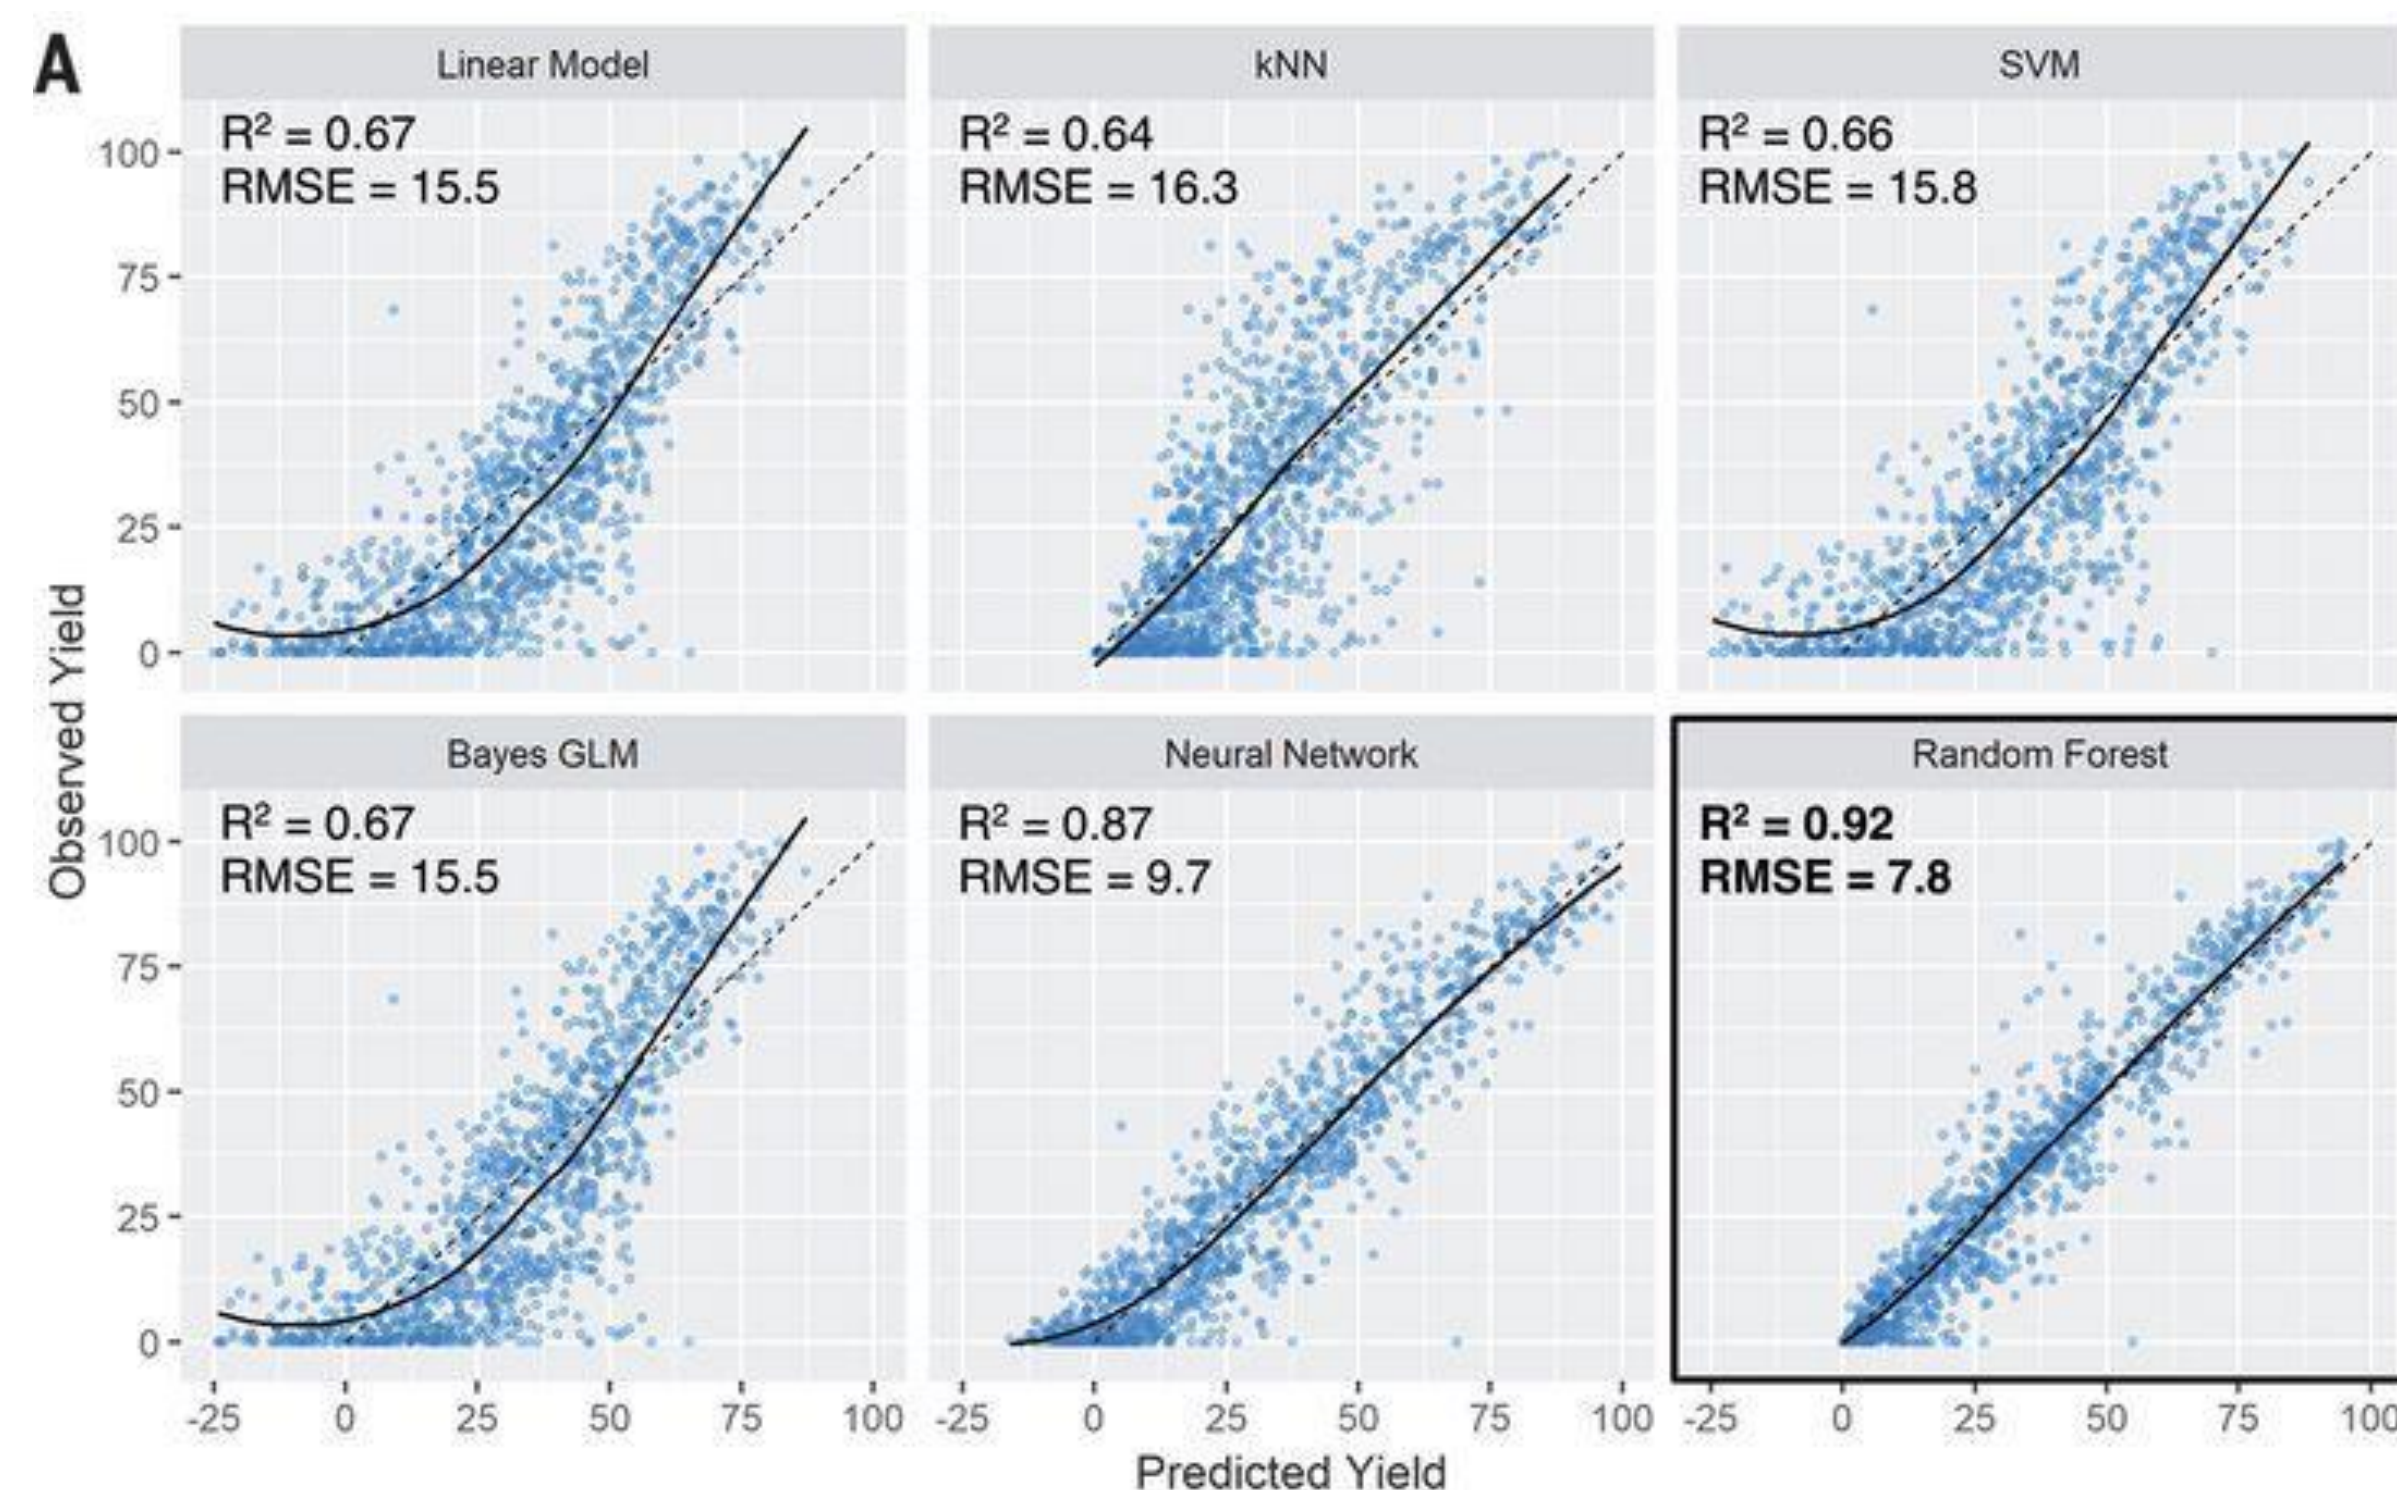 A
Linear Model
kNN
SVM
R² = 0.67
RMSE = 15.5
R² = 0.64
RMSE = 16.3
R² = 0.66
RMSE = 15.8
100
75
50
25
0
Observed Yield
Bayes GLM
Neural Network
Random Forest
R² = 0.67
RMSE = 15.5
R² = 0.87
RMSE = 9.7
R² = 0.92
RMSE = 7.8
100
75
50
25
0
-25 0 25 50 75 100
-25 0 25 50 75 100
-25 0 25 50 75 100
Predicted Yield